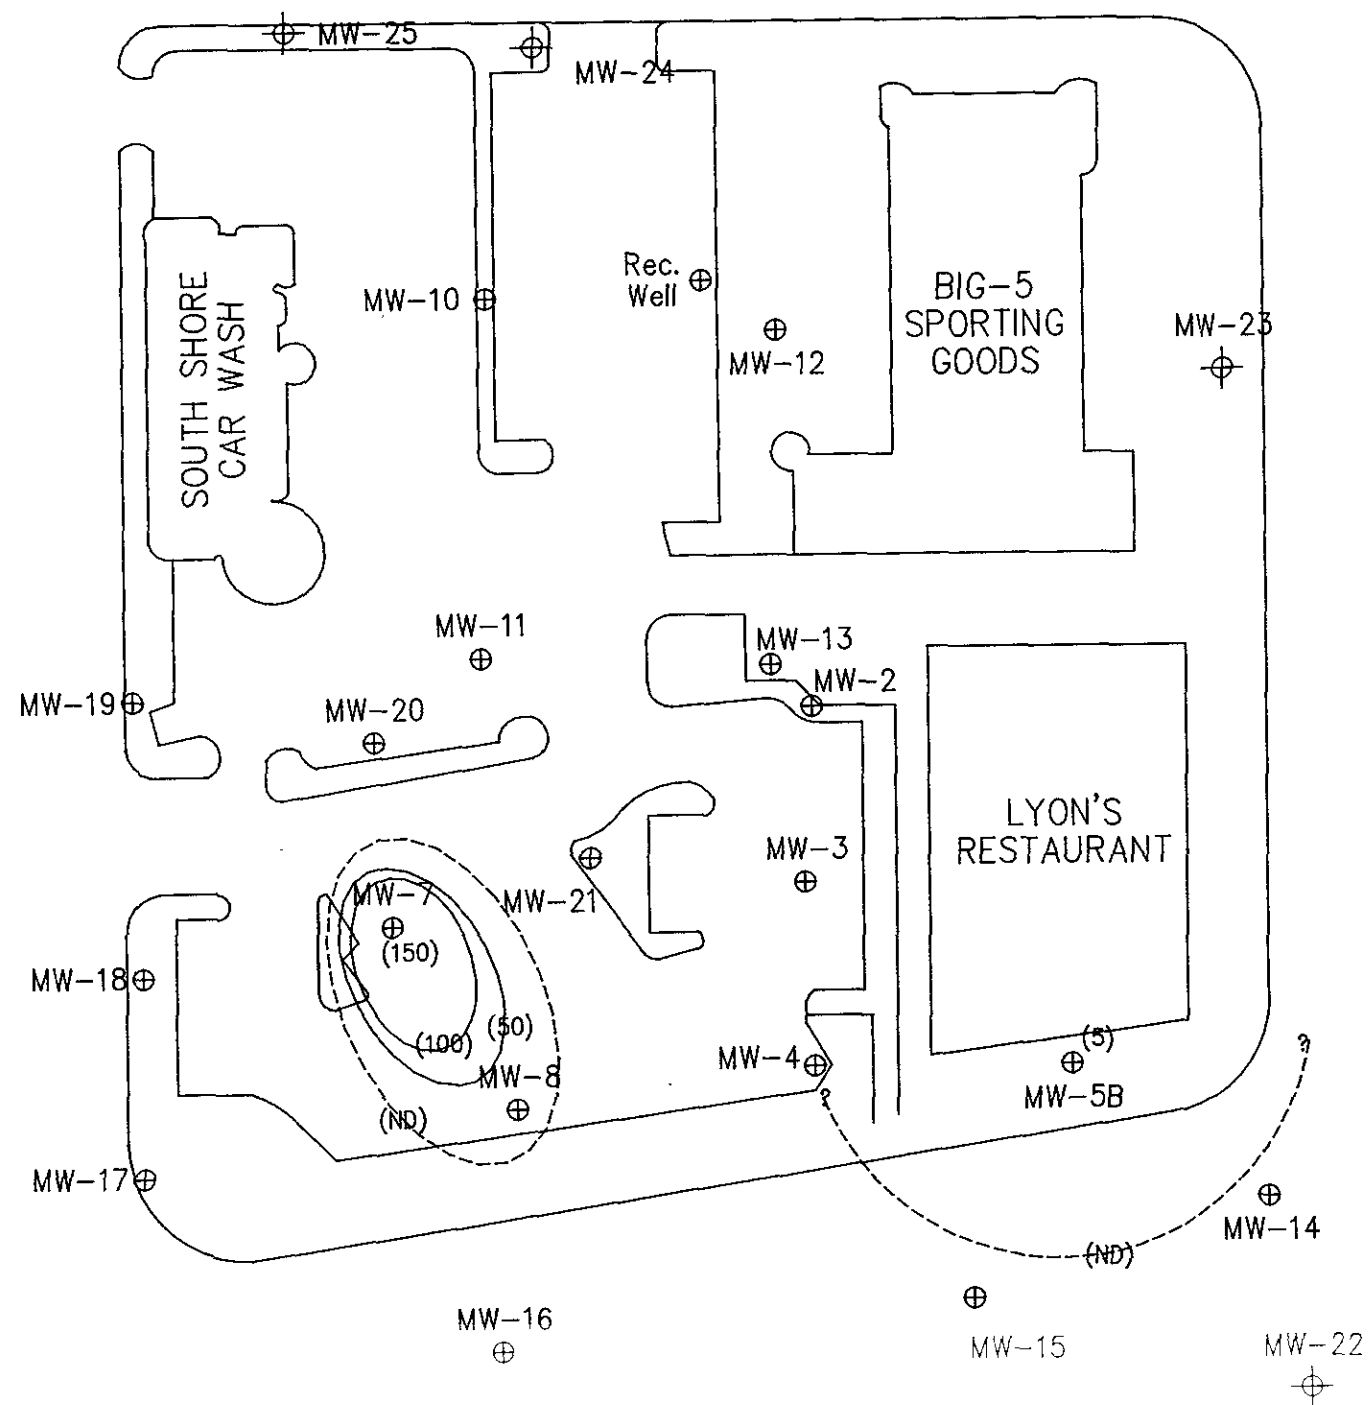 MW-25
MW-24
SOUTH SHORE
CAR WASH
MW-10
Rec.
Well
MW-12
BIG-5
SPORTING
GOODS
MW-23
MW-11
MW-13
MW-2
MW-19
MW-20
LYON'S
RESTAURANT
MW-3
MW-7
MW-21
(150)
MW-18
(50)
(100)
(5)
?
MW-4
MW-8
MW-5B
?
(ND)
MW-17
MW-14
(ND)
MW-16
MW-15
MW-22